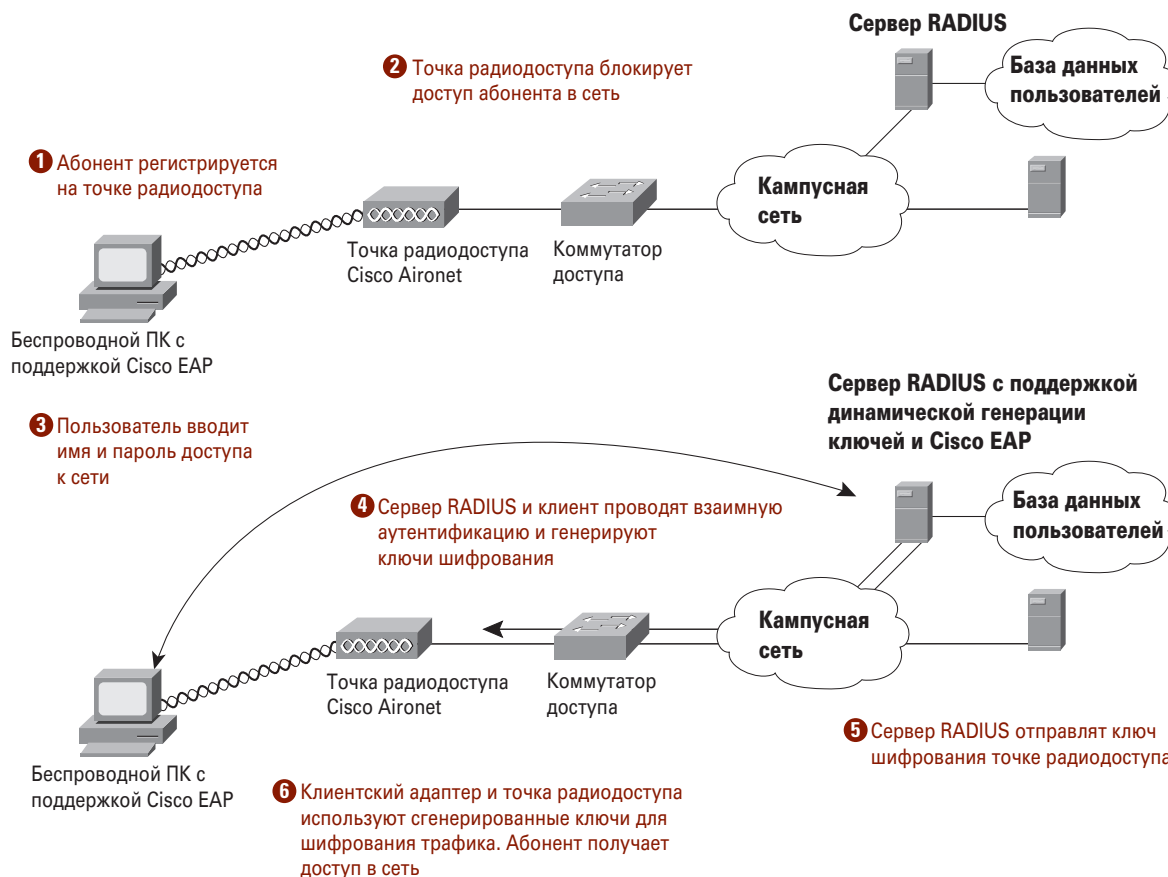 Сервер RADIUS
База данных
пользователей
2 Точка радиодоступа блокирует
доступ абонента в сеть
1 Абонент регистрируется
на точке радиодоступа
Кампусная
сеть
Точка радиодоступа
Cisco Aironet
Коммутатор
доступа
Беспроводной ПК с
поддержкой Cisco EAP
Сервер RADIUS с поддержкой
динамической генерации
ключей и Cisco EAP
3 Пользователь вводит
имя и пароль доступа
к сети
База данных
пользователей
4 Сервер RADIUS и клиент проводят взаимную
аутентификацию и генерируют
ключи шифрования
Кампусная
сеть
Точка радиодоступа
Cisco Aironet
Коммутатор
доступа
5 Сервер RADIUS отправлят ключ
шифрования точке радиодоступа
Беспроводной ПК с
поддержкой Cisco EAP
6 Клиентский адаптер и точка радиодоступа
используют сгенерированные ключи для
шифрования трафика. Абонент получает
доступ в сеть